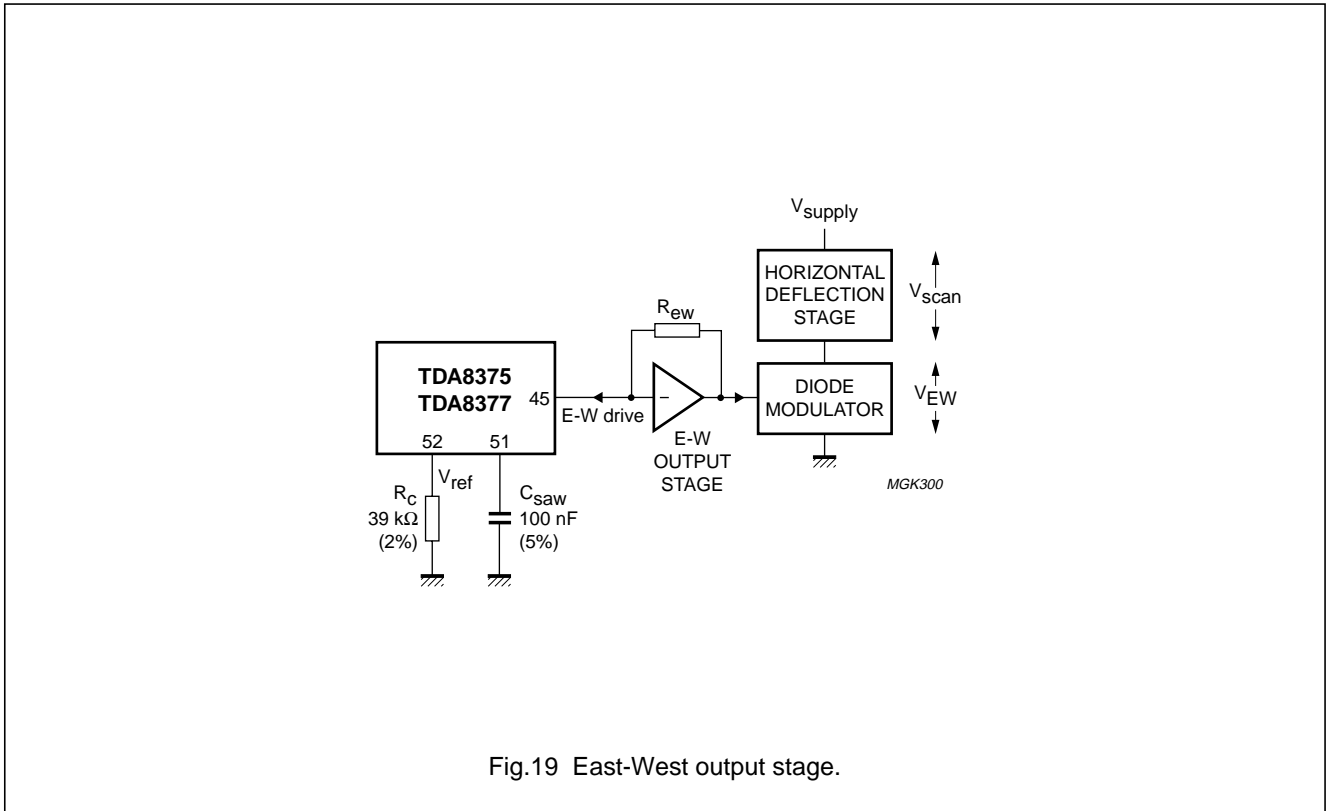 Vsupply
HORIZONTAL
DEFLECTION
STAGE
Vscan
Rew
TDA8375
TDA8377
45
E-W drive
−
E-W
OUTPUT
STAGE
DIODE
MODULATOR
VEW
52
51
Vref
RC
39 kΩ
(2%)
Csaw
100 nF
(5%)
MGK300
Fig.19 East-West output stage.